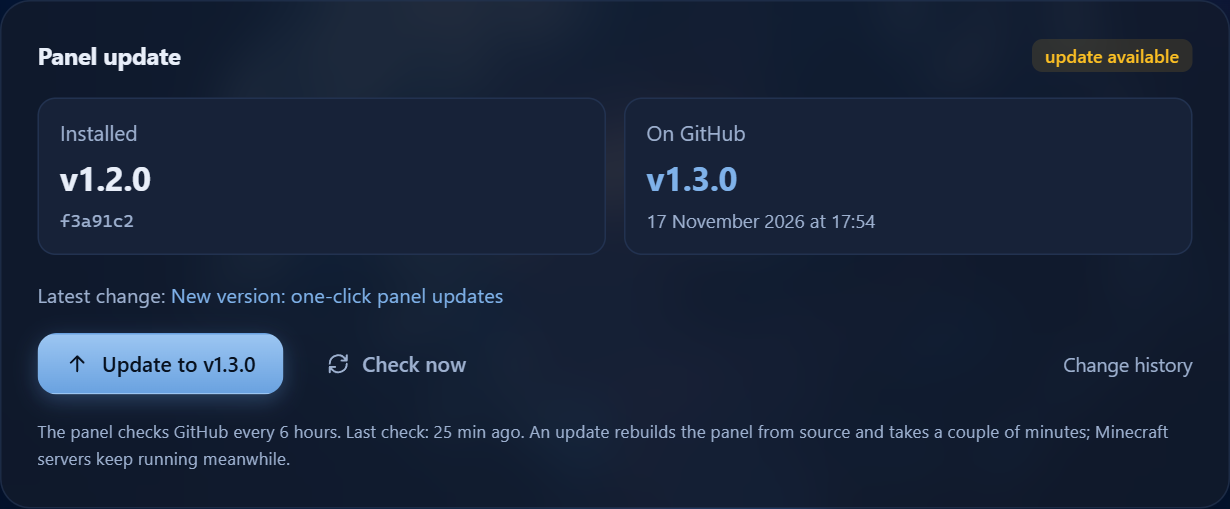 Panel update
update available
Installed
v1.2.0
f3a91c2
On GitHub
v1.3.0
17 November 2026 at 17:54
Latest change: New version: one-click panel updates
Update to v1.3.0
Check now
Change history
The panel checks GitHub every 6 hours. Last check: 25 min ago. An update rebuilds the panel from source and takes a couple of minutes; Minecraft
servers keep running meanwhile.